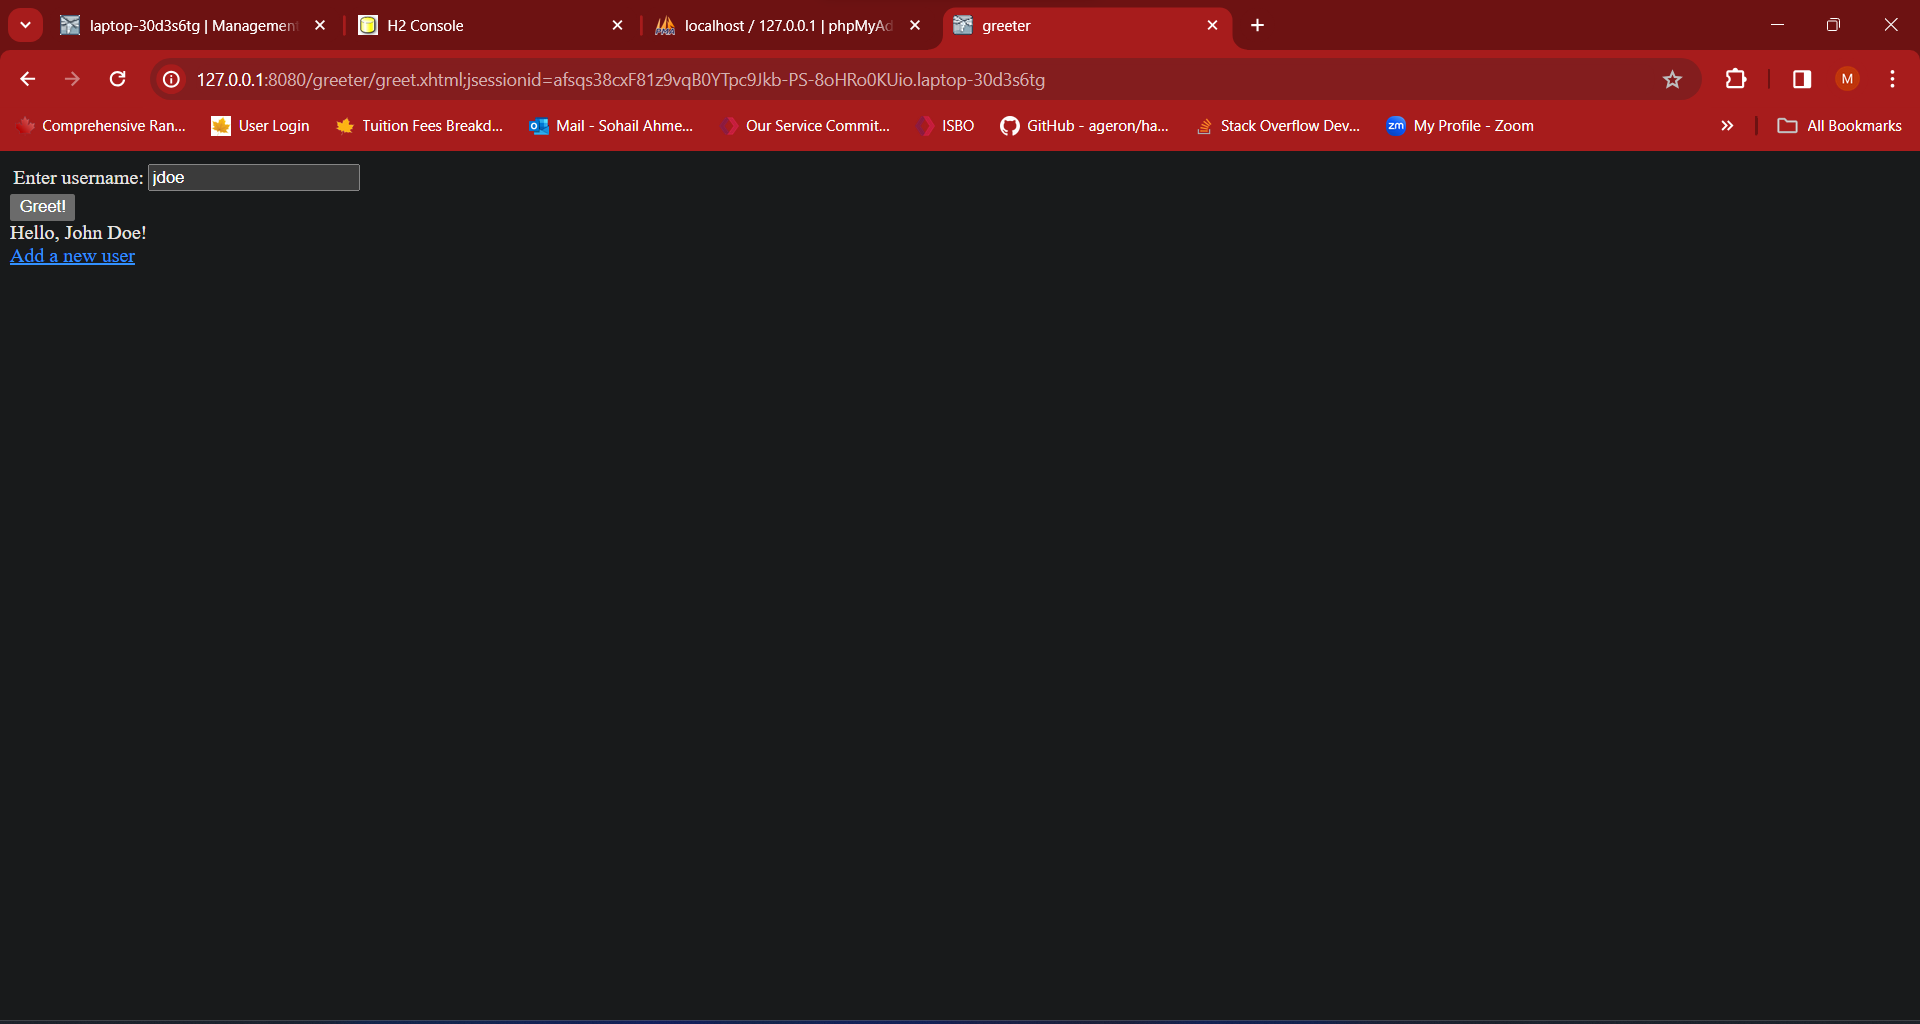 laptop-30d3s6tg | Management
H2 Console
localhost / 127.0.0.1 | phpMyAd
greeter
127.0.0.1:8080/greeter/greet.xhtml;jsessionid=afsqs38cxF81z9vqB0YTpc9Jkb-PS-8oHRo0KUio.laptop-30d3s6tg
M
Comprehensive Ran...
User Login
Tuition Fees Breakd...
Mail - Sohail Ahme...
Our Service Commit...
ISBO
GitHub - ageron/ha...
Stack Overflow Dev...
zm
My Profile - Zoom
All Bookmarks
Enter username: jdoe
Greet!
Hello, John Doe!
Add a new user